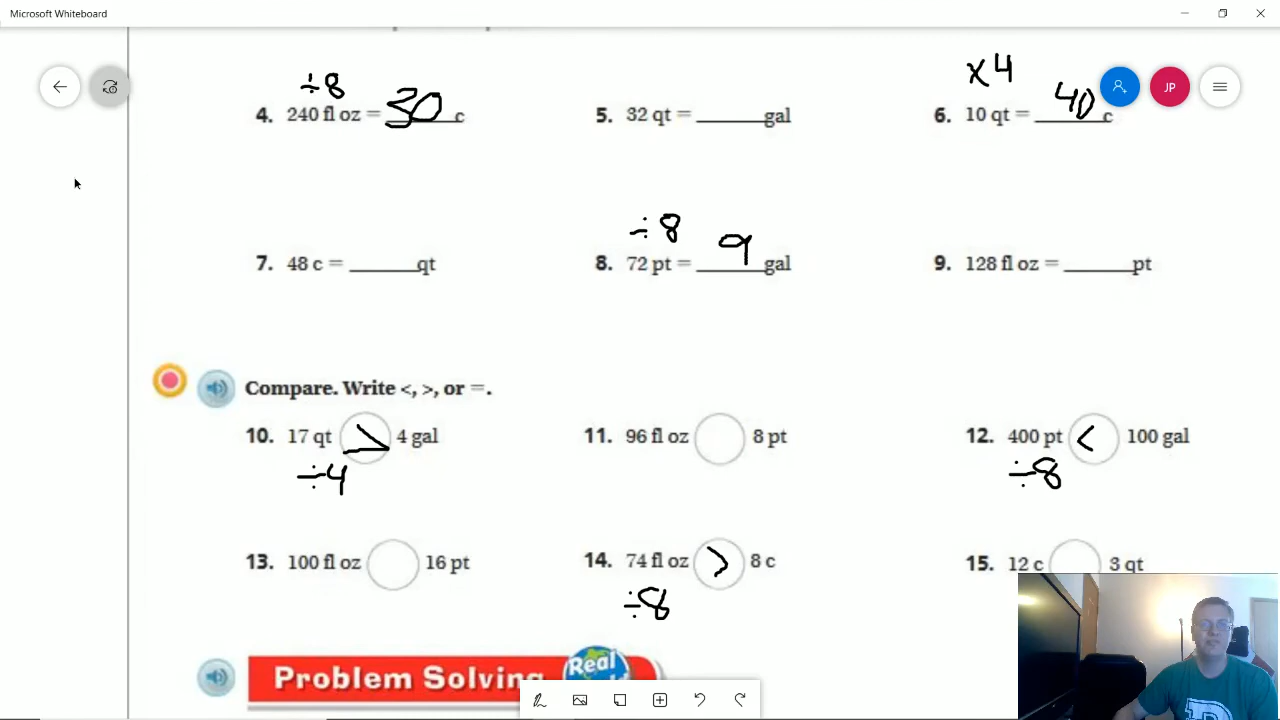 Microsoft Whiteboard
÷8
x4
4. 240 fl oz = 30 c
5. 32 qt = ______gal
6. 10 qt = 40 c
JP
÷8
7. 48 c = ______qt
8. 72 pt = 9 gal
9. 128 fl oz = ______pt
Compare. Write <, >, or =.
10. 17 qt > 4 gal
11. 96 fl oz 8 pt
12. 400 pt < 100 gal
÷4
÷8
13. 100 fl oz 16 pt
14. 74 fl oz > 8 c
15. 12 c 3 qt
÷8
Problem Solving
Real